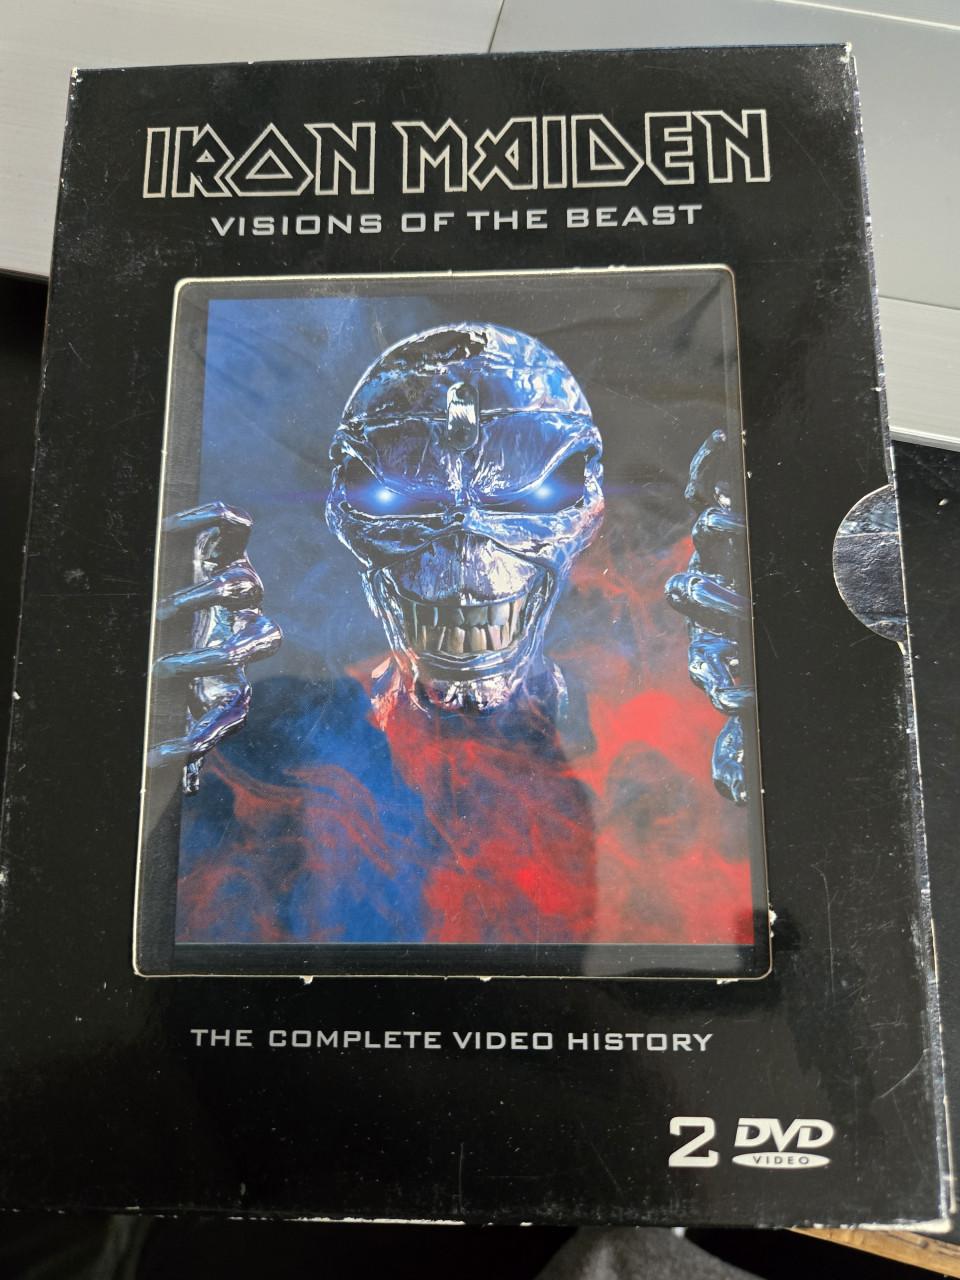 IRON MAIDEN
VISIONS OF THE BEAST
THE COMPLETE VIDEO HISTORY
2 DVD
VIDEO